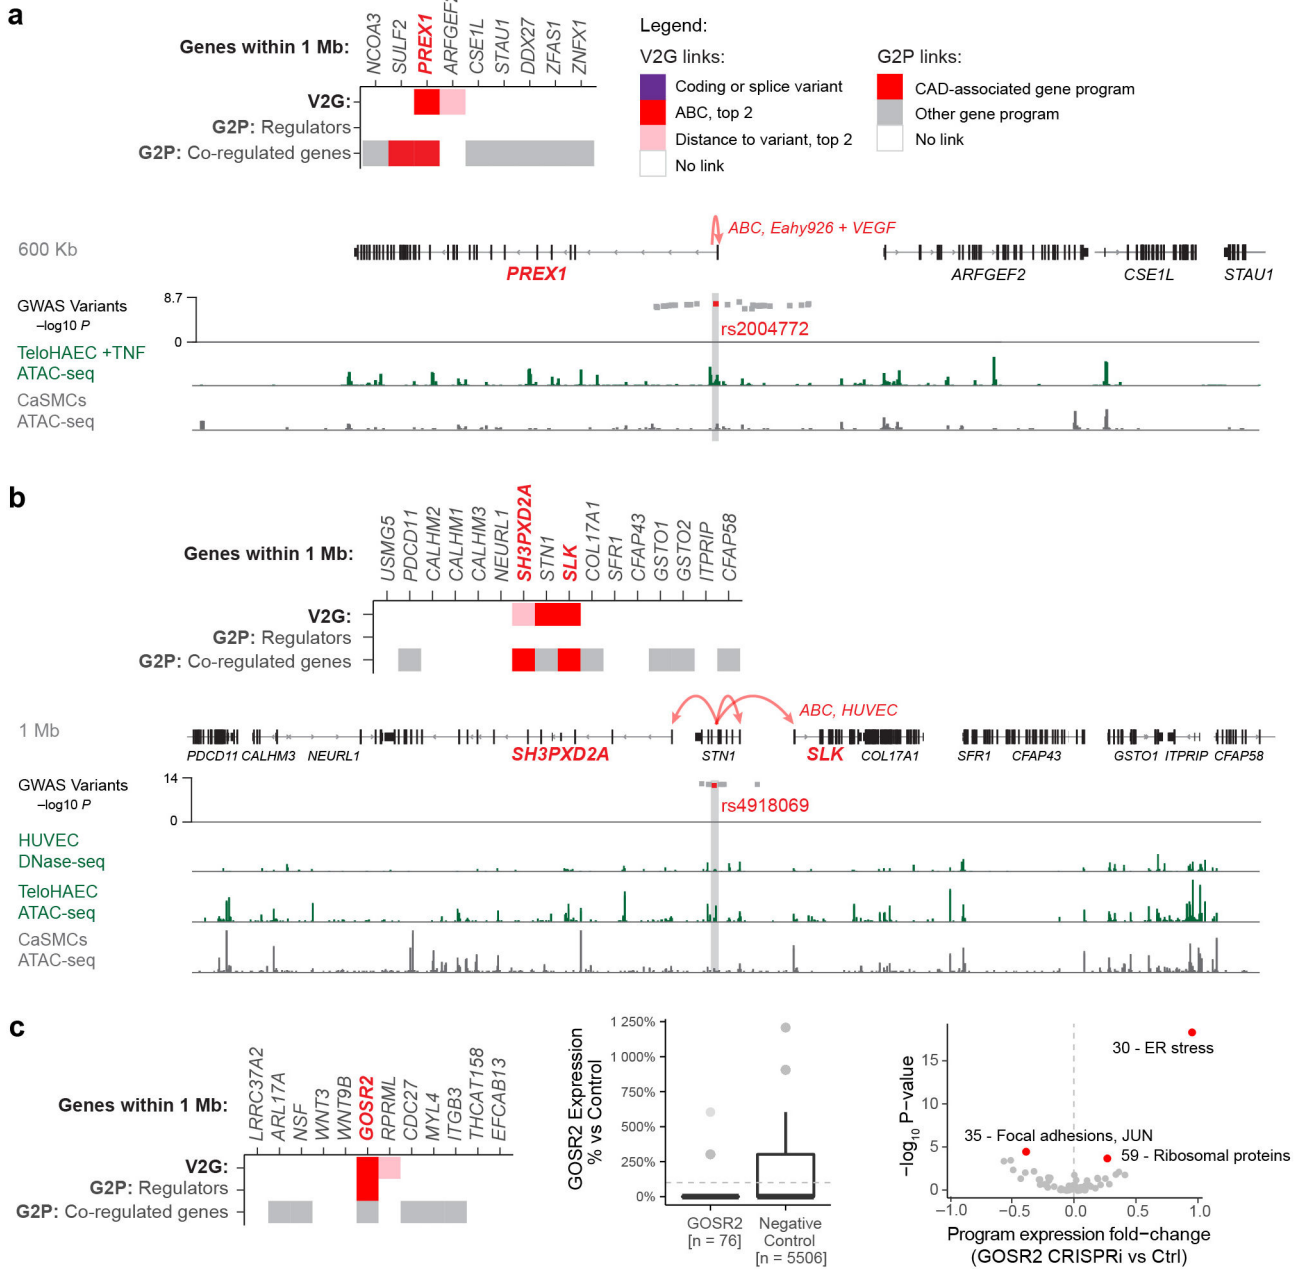 a
Genes within 1 Mb:
NCOA3
SULF2
PREX1
ARFGEF2
CSE1L
STAU1
DDX27
ZFAS1
ZNFX1
V2G:
G2P: Regulators
G2P: Co-regulated genes
Legend:
V2G links:
Coding or splice variant
ABC, top 2
Distance to variant, top 2
No link
G2P links:
CAD-associated gene program
Other gene program
No link
600 Kb
ABC, Eahy926 + VEGF
PREX1
ARFGEF2
CSE1L
STAU1
GWAS Variants
–log10 P
8.7
0
rs2004772
TeloHAEC +TNF
ATAC-seq
CaSMCs
ATAC-seq
b
Genes within 1 Mb:
USMG5
PDCD11
CALHM2
CALHM1
CALHM3
NEURL1
SH3PXD2A
STN1
SLK
COL17A1
SFR1
CFAP43
GSTO1
GSTO2
ITPRIP
CFAP58
V2G:
G2P: Regulators
G2P: Co-regulated genes
1 Mb
ABC, HUVEC
PDCD11 CALHM3 NEURL1 SH3PXD2A STN1 SLK COL17A1 SFR1 CFAP43 GSTO1 ITPRIP CFAP58
GWAS Variants
–log10 P
14
0
rs4918069
HUVEC
DNase-seq
TeloHAEC
ATAC-seq
CaSMCs
ATAC-seq
c
Genes within 1 Mb:
LRRC37A2
ARL17A
NSF
WNT3
WNT9B
GOSR2
RPRML
CDC27
MYL4
ITGB3
THCAT158
EFCAB13
V2G:
G2P: Regulators
G2P: Co-regulated genes
GOSR2 Expression
% vs Control
1 250%
1 000%
750%
500%
250%
0%
GOSR2
[n = 76]
Negative
Control
[n = 5506]
−log10 P−value
15
10
5
0
30 - ER stress
35 - Focal adhesions, JUN
59 - Ribosomal proteins
−1.0
−0.5
0.0
0.5
1.0
Program expression fold−change
(GOSR2 CRISPRi vs Ctrl)